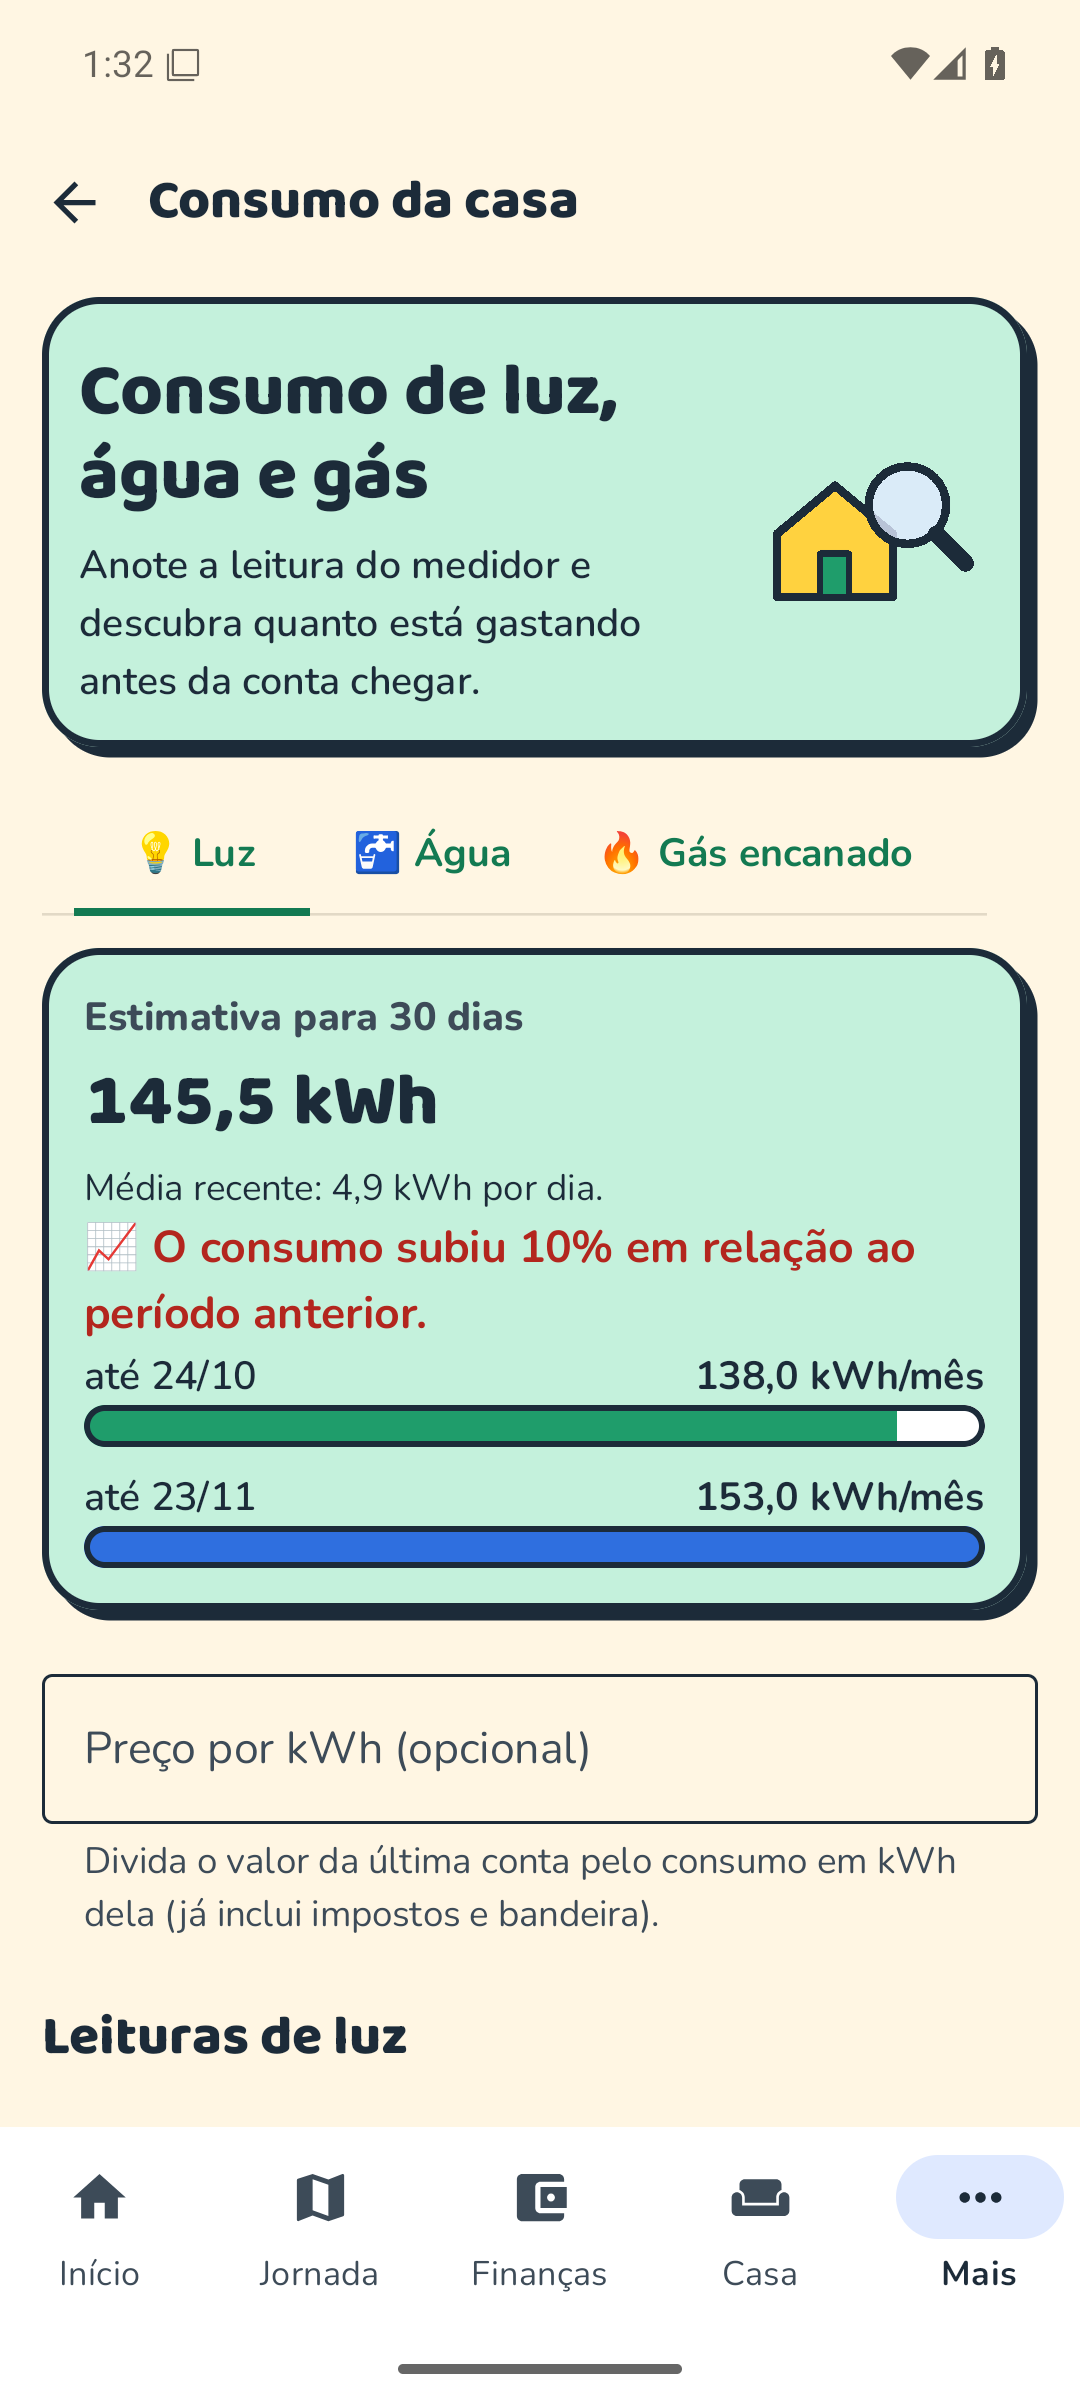 1:32
Consumo da casa
Consumo de luz,
água e gás
Anote a leitura do medidor e
descubra quanto está gastando
antes da conta chegar.
Luz
Água
Gás encanado
Estimativa para 30 dias
145,5 kWh
Média recente: 4,9 kWh por dia.
O consumo subiu 10% em relação ao
período anterior.
até 24/10 138,0 kWh/mês
até 23/11 153,0 kWh/mês
Preço por kWh (opcional)
Divida o valor da última conta pelo consumo em kWh
dela (já inclui impostos e bandeira).
Leituras de luz
Início
Jornada
Finanças
Casa
Mais